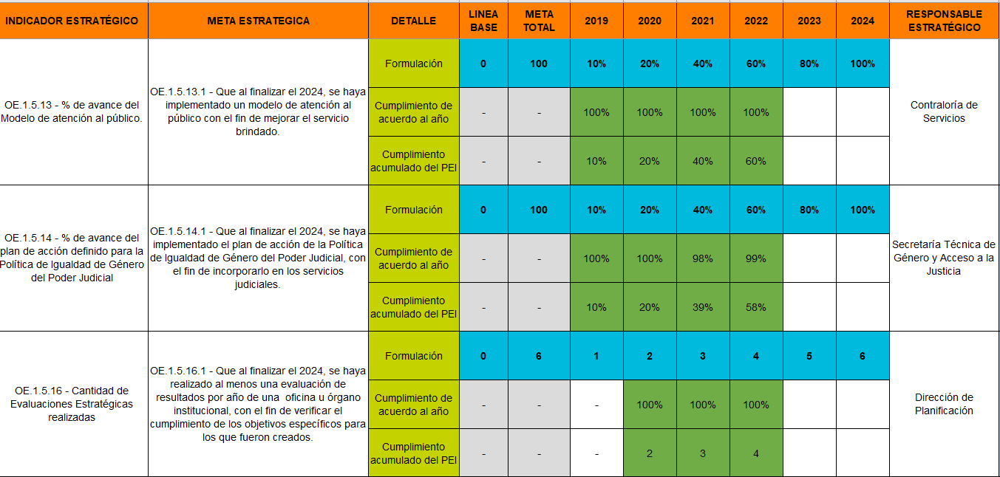 INDICADOR ESTRATÉGICO META ESTRATEGICA DETALLE LINEA BASE META TOTAL 2019 2020 2021 2022 2023 2024 RESPONSABLE ESTRATÉGICO
OE.1.5.13 - % de avance del
Modelo de atención al público.
OE.1.5.13.1 - Que al finalizar el 2024, se haya
implementado un modelo de atención al
público con el fin de mejorar el servicio
brindado.
Formulación 0 100 10% 20% 40% 60% 80% 100%
Cumplimiento de
acuerdo al año - - 100% 100% 100% 100%
Cumplimiento
acumulado del PEI - - 10% 20% 40% 60%
Contraloría de
Servicios
OE.1.5.14 - % de avance del
plan de acción definido para la
Política de Igualdad de Género
del Poder Judicial
OE.1.5.14.1 - Que al finalizar el 2024, se haya
implementado el plan de acción de la Política
de Igualdad de Género del Poder Judicial, con
el fin de incorporarlo en los servicios
judiciales.
Formulación 0 100 10% 20% 40% 60% 80% 100%
Cumplimiento de
acuerdo al año - - 100% 100% 98% 99%
Cumplimiento
acumulado del PEI - - 10% 20% 39% 58%
Secretaría Técnica de
Género y Acceso a la
Justicia
OE.1.5.16 - Cantidad de
Evaluaciones Estratégicas
realizadas
OE.1.5.16.1 - Que al finalizar el 2024, se haya
realizado al menos una evaluación de
resultados por año de una oficina u órgano
institucional, con el fin de verificar el
cumplimiento de los objetivos específicos para
los que fueron creados.
Formulación 0 6 1 2 3 4 5 6
Cumplimiento de
acuerdo al año - - - 100% 100% 100%
Cumplimiento
acumulado del PEI - - - 2 3 4
Dirección de
Planificación